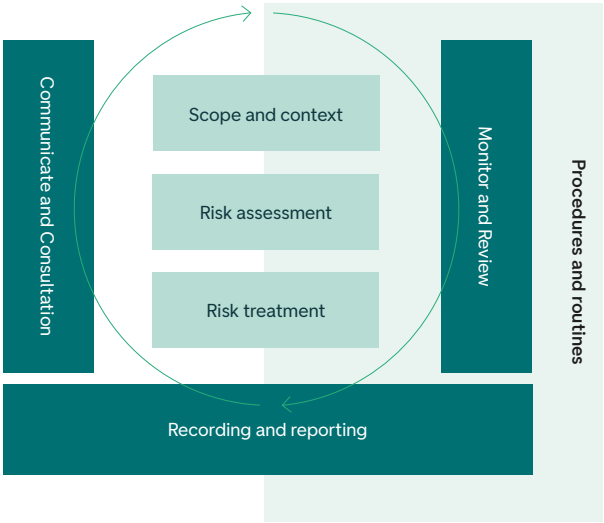 Communicate and Consultation
Scope and context
Risk assessment
Risk treatment
Monitor and Review
Procedures and routines
Recording and reporting